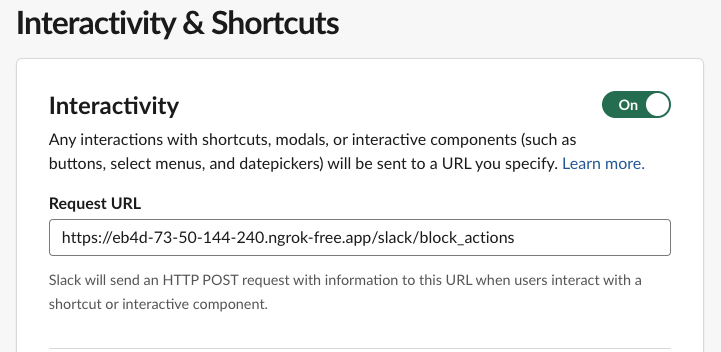 Interactivity & Shortcuts
Interactivity
On
Any interactions with shortcuts, modals, or interactive components (such as
buttons, select menus, and datepickers) will be sent to a URL you specify. Learn more.
Request URL
https://eb4d-73-50-144-240.ngrok-free.app/slack/block_actions
Slack will send an HTTP POST request with information to this URL when users interact with a
shortcut or interactive component.